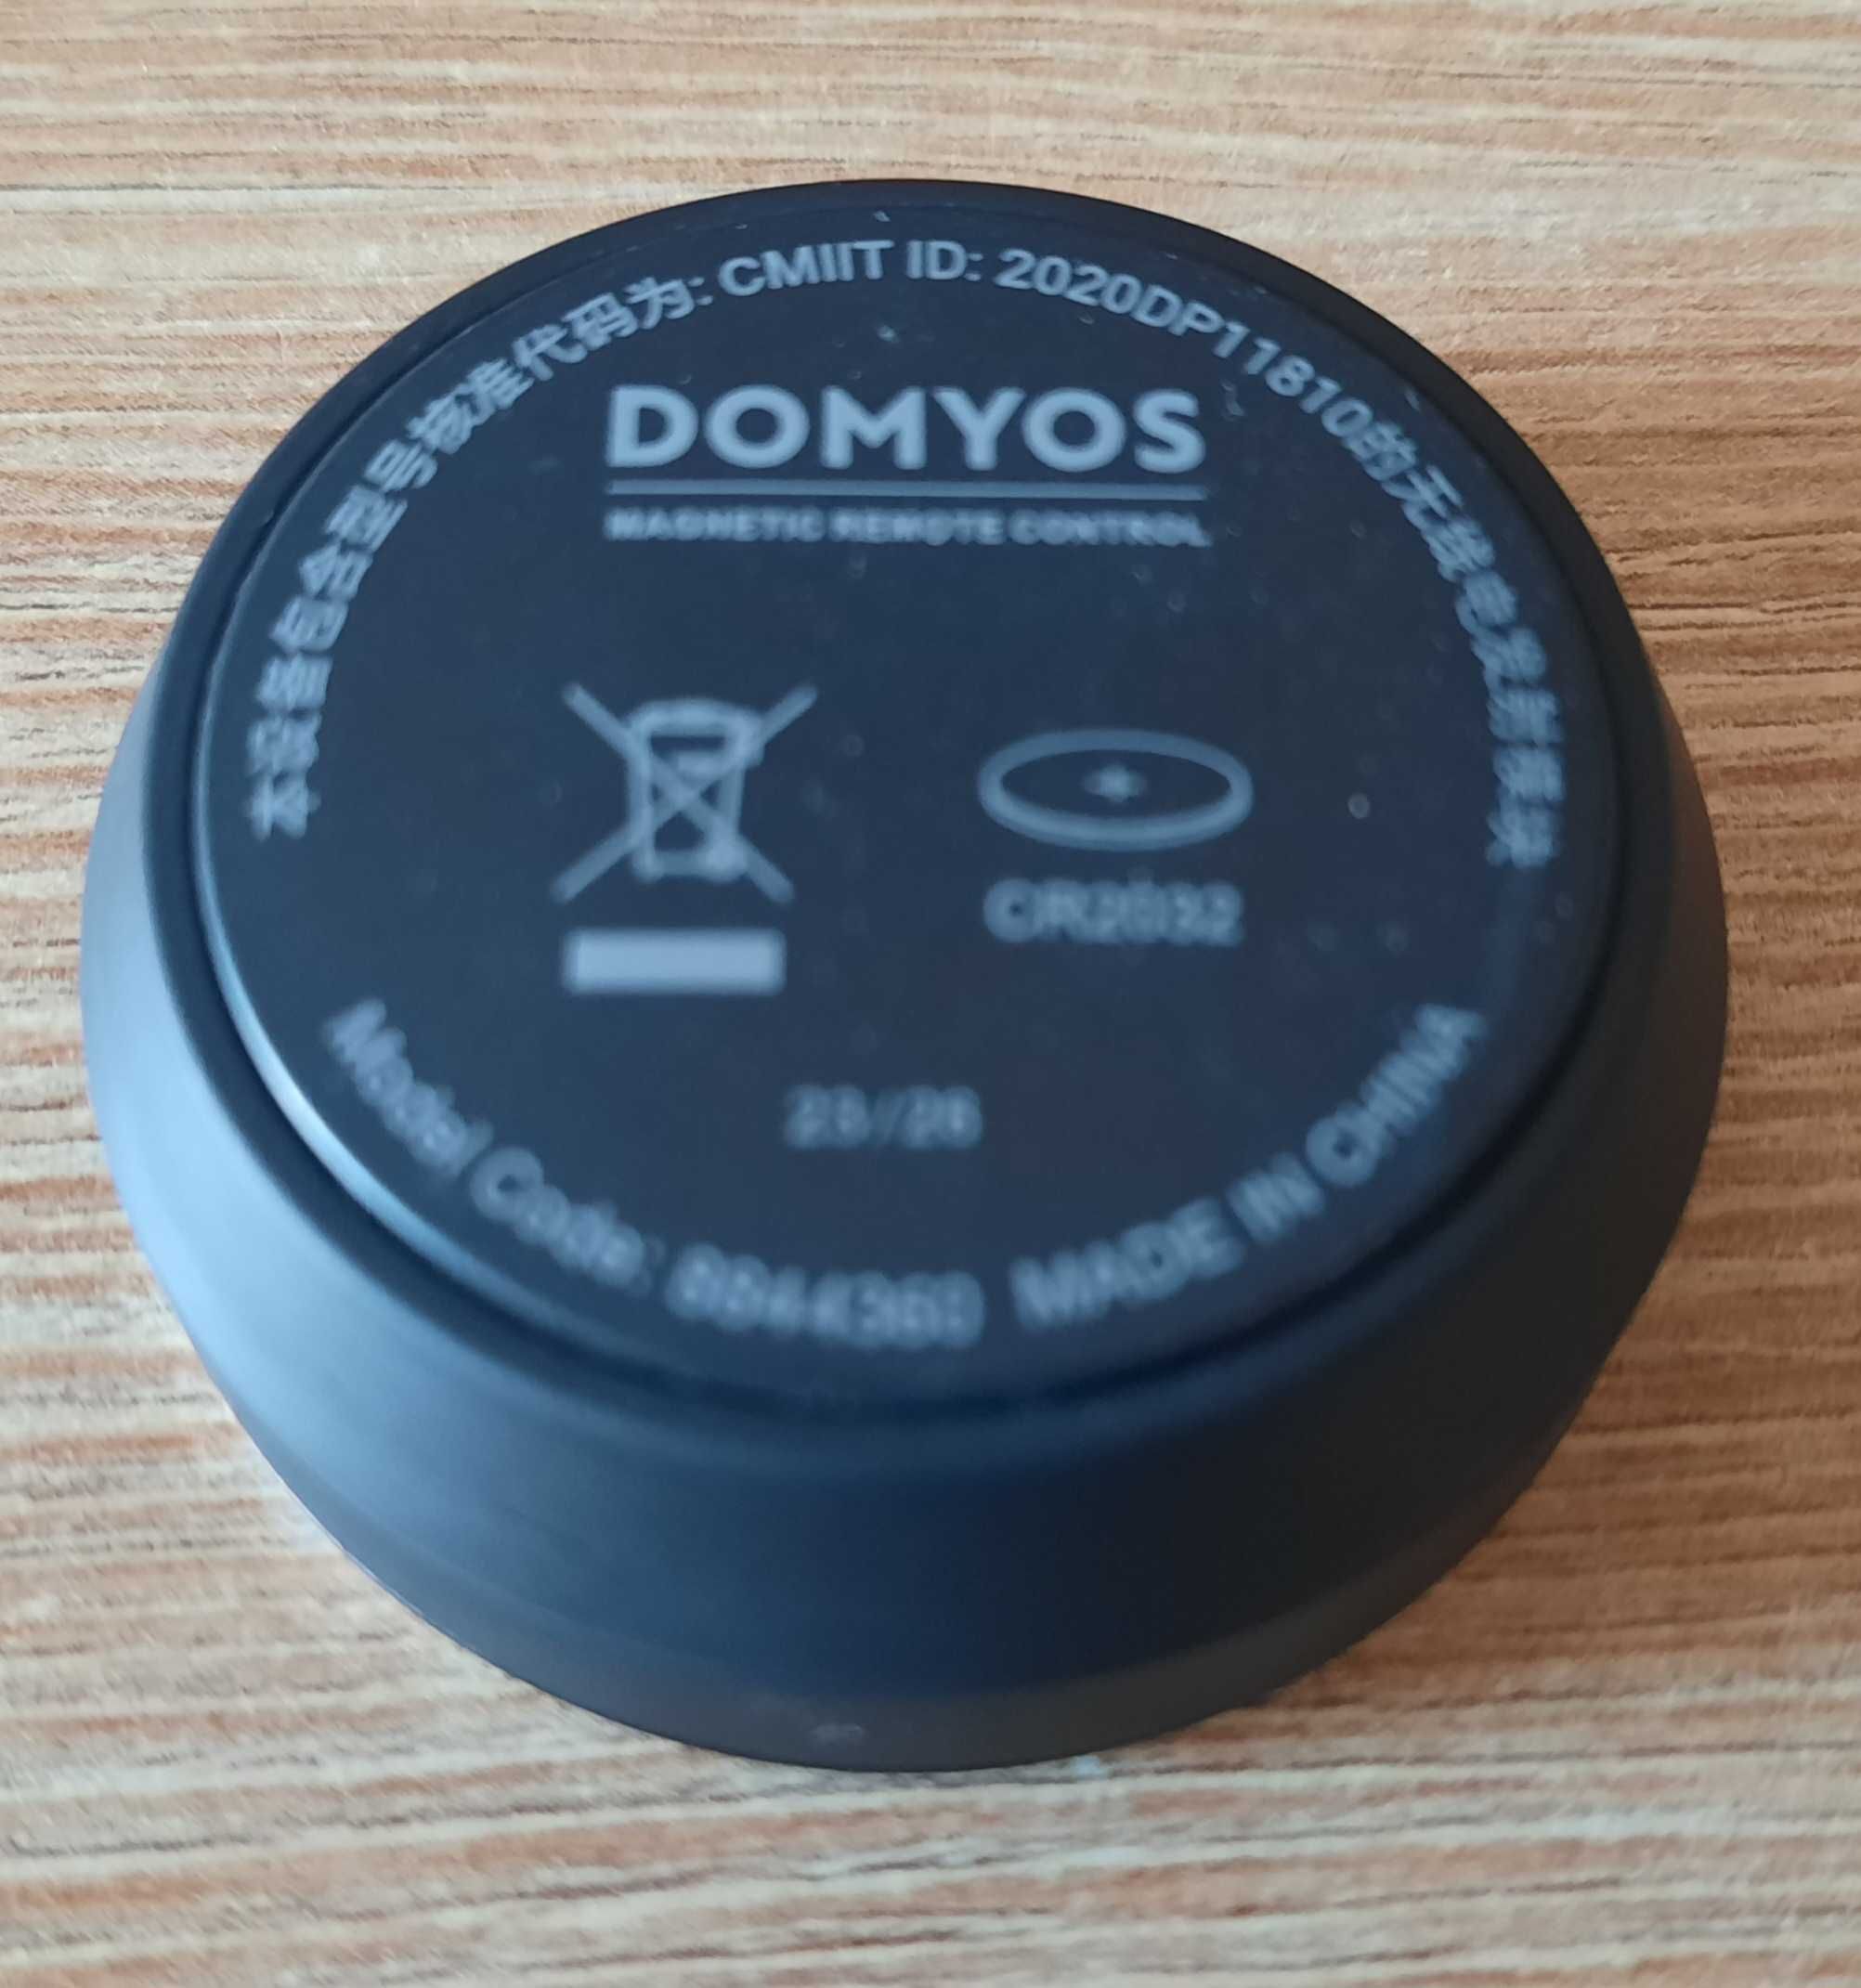 本设备包含型号核准代码为: CMIIT ID: 2020DP11810的无线电发射模块
DOMYOS
MAGNETIC REMOTE CONTROL
+
CR2032
23/26
Model Code: 8844360 MADE IN CHINA